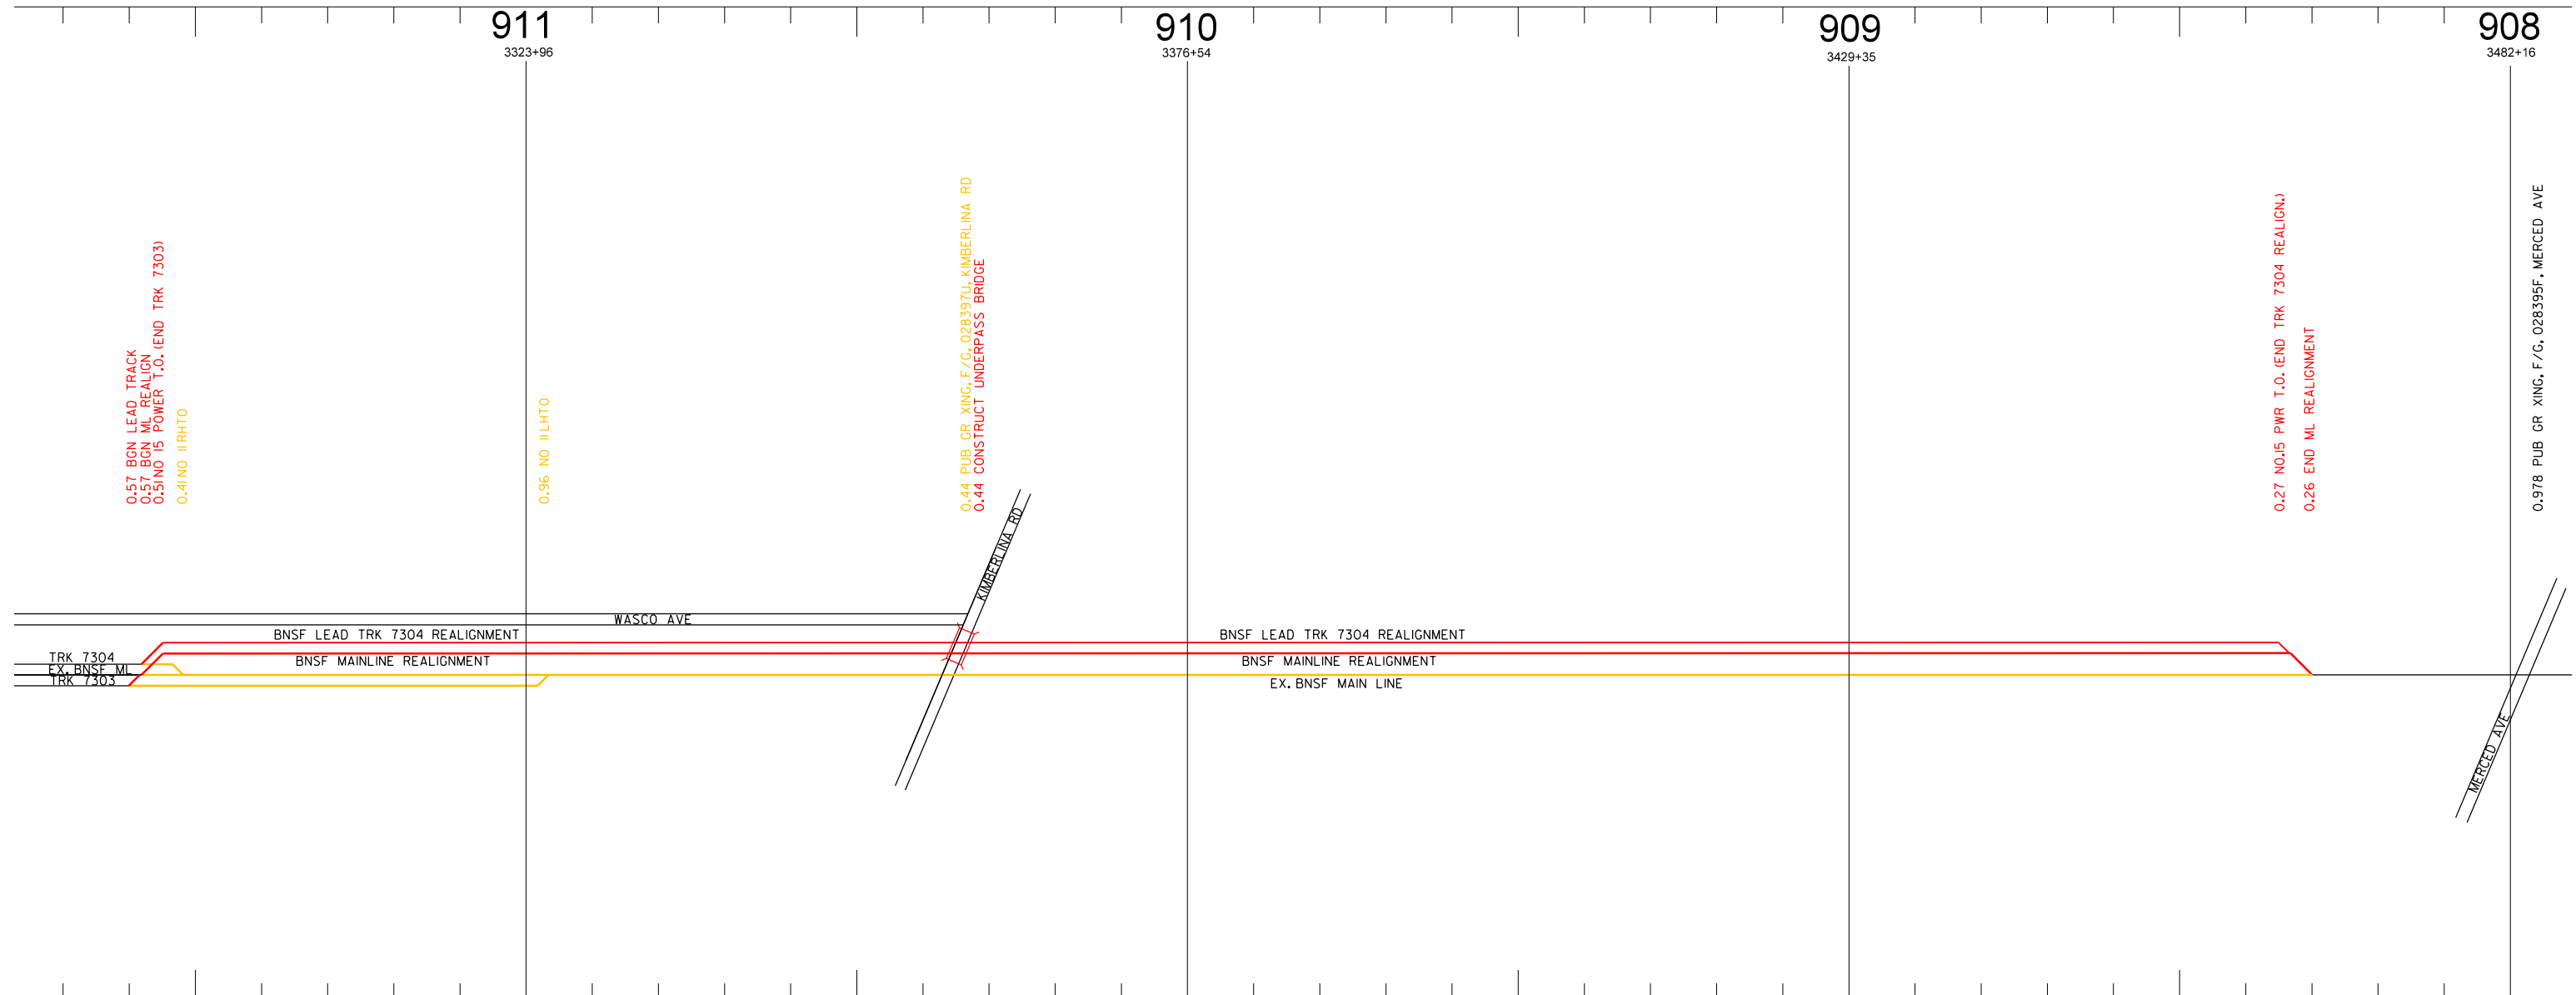 911
3323+96
910
3376+54
909
3429+35
908
3482+16
0.57 BGN LEAD TRACK
0.57 BGN ML REALIGN
0.51 NO 15 POWER T.O. (END TRK 7303)
0.41 NO 11 RHTO
0.96 NO 11 LHTO
0.44 PUB GR XING, F/G, 028397U, KIMBERLINA RD
0.44 CONSTRUCT UNDERPASS BRIDGE
0.27 NO.15 PWR T.O. (END TRK 7304 REALIGN.)
0.26 END ML REALIGNMENT
0.978 PUB GR XING, F/G, 028395F, MERCED AVE
KIMBERLINA RD
WASCO AVE
BNSF LEAD TRK 7304 REALIGNMENT
BNSF LEAD TRK 7304 REALIGNMENT
TRK 7304
BNSF MAINLINE REALIGNMENT
BNSF MAINLINE REALIGNMENT
EX. BNSF ML
TRK 7303
EX. BNSF MAIN LINE
MERCED AVE